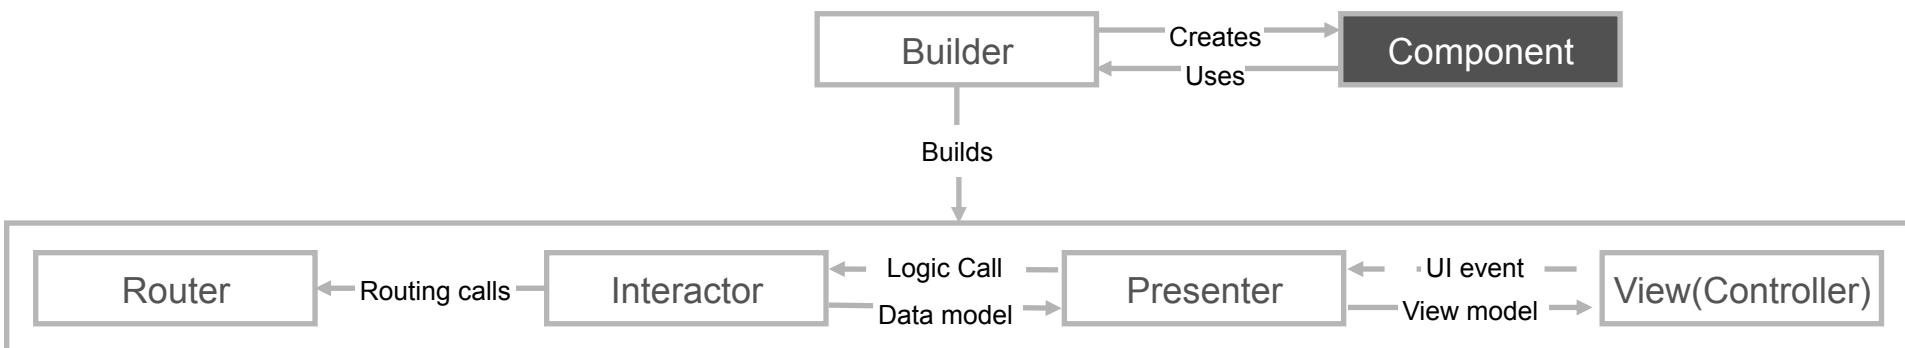 Builder
Creates
Uses
Component
Builds
Router
Routing calls
Interactor
Logic Call
Data model
Presenter
UI event
View model
View(Controller)